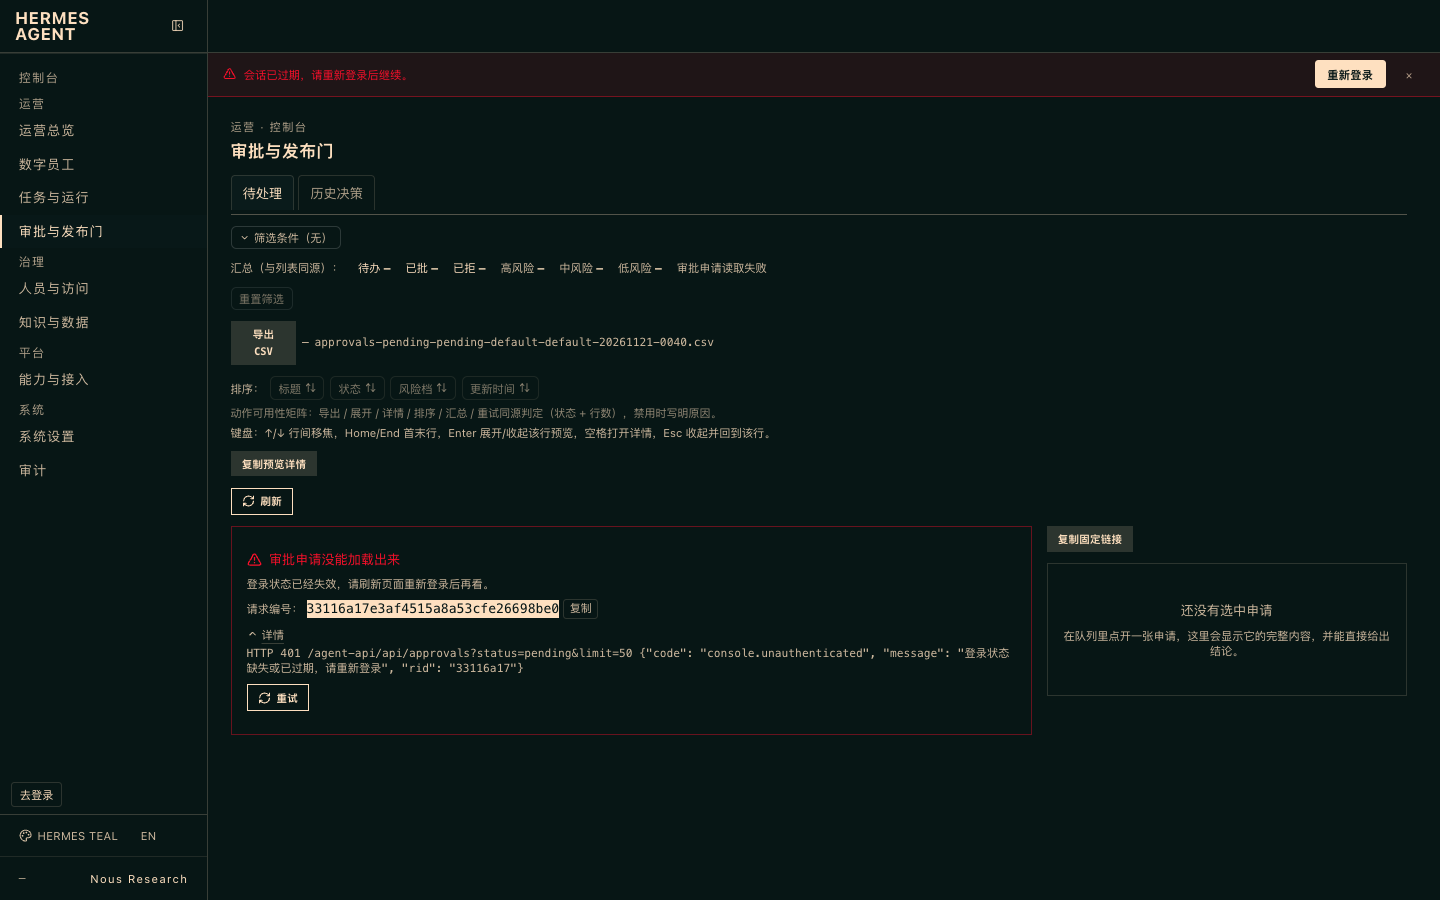 HERMES
AGENT
控制台
运营
运营总览
数字员工
任务与运行
审批与发布门
治理
人员与访问
知识与数据
平台
能力与接入
系统
系统设置
审计
去登录
HERMES TEAL EN
— Nous Research
会话已过期，请重新登录后继续。
重新登录 ×
运营 · 控制台
审批与发布门
待处理 历史决策
筛选条件（无）
汇总（与列表同源）： 待办 — 已批 — 已拒 — 高风险 — 中风险 — 低风险 — 审批申请读取失败
重置筛选
导出
CSV
— approvals-pending-pending-default-default-20261121-0040.csv
排序： 标题 ↑↓ 状态 ↑↓ 风险档 ↑↓ 更新时间 ↑↓
动作可用性矩阵：导出 / 展开 / 详情 / 排序 / 汇总 / 重试同源判定（状态 + 行数），禁用时写明原因。
键盘：↑/↓ 行间移焦，Home/End 首末行，Enter 展开/收起该行预览，空格打开详情，Esc 收起并回到该行。
复制预览详情
刷新
审批申请没能加载出来
登录状态已经失效，请刷新页面重新登录后再看。
请求编号： 33116a17e3af4515a8a53cfe26698be0 复制
详情
HTTP 401 /agent-api/api/approvals?status=pending&limit=50 {"code": "console.unauthenticated", "message": "登录状态
缺失或已过期，请重新登录", "rid": "33116a17"}
重试
复制固定链接
还没有选中申请
在队列里点开一张申请，这里会显示它的完整内容，并能直接给出
结论。